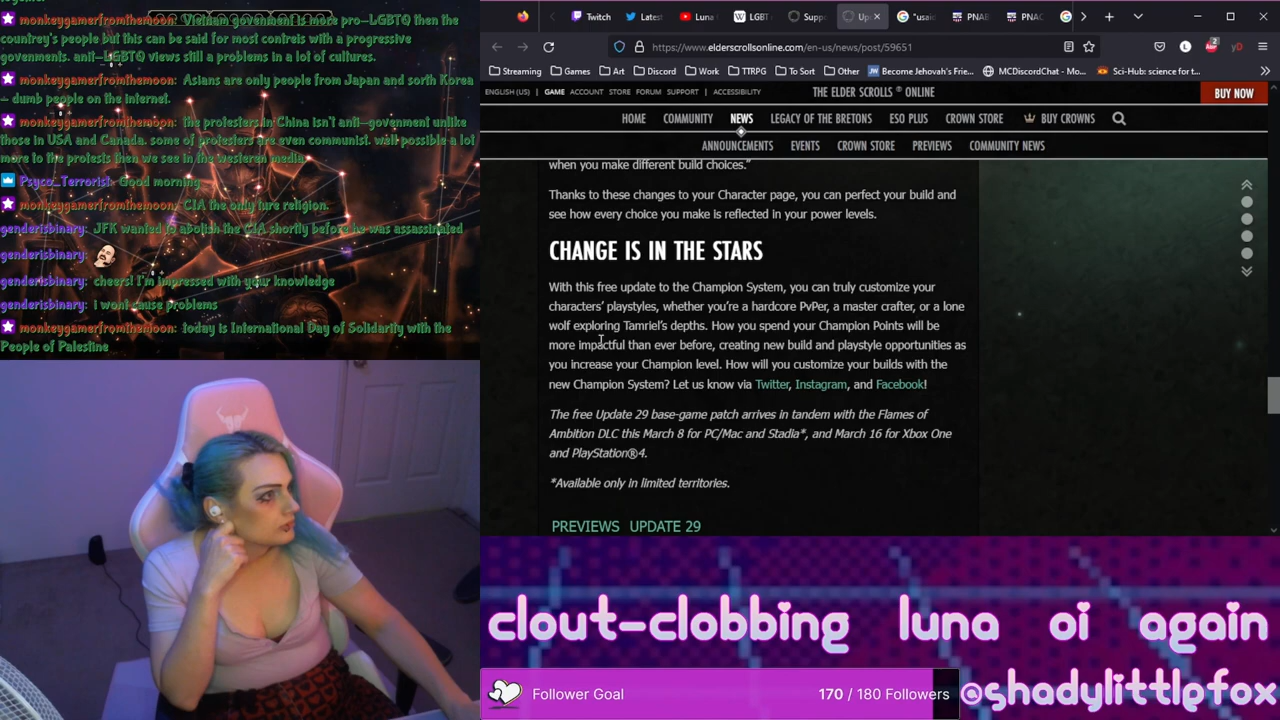 monkeygamerfromthemoon: Vietnam govenment is more pro-LGBTQ then the
countrey's people but this can be said for most contreis with a progressive
govenments. anti-LGBTQ views still a problems in a lot of cultures.
monkeygamerfromthemoon: Asians are only people from Japan and sorth Korea
- dumb people on the internet.
monkeygamerfromthemoon: the protesters in China isn't anti-govenment unlike
those in USA and Canada. some of protesters are even communist. well possible a lot
more to the protests then we see in the westeren media.
Psyco_Terrorist: Good morning
monkeygamerfromthemoon: CIA the only ture religion.
genderisbinary: JFK wanted to abolish the CIA shortly before he was assassinated
genderisbinary:
genderisbinary: cheers! I'm impressed with your knowledge
genderisbinary: i wont cause problems
monkeygamerfromthemoon: today is International Day of Solidarity with the
People of Palestine
Twitch
Latest
Luna
LGBT
Supp
Up
"usaid
PNAB
PNAC
https://www.elderscrollsonline.com/en-us/news/post/59651
Streaming Games Art Discord Work TTRPG To Sort Other Become Jehovah's Frie... MCDiscordChat - Mo... Sci-Hub: science for t...
ENGLISH (US) GAME ACCOUNT STORE FORUM SUPPORT ACCESSIBILITY
THE ELDER SCROLLS ® ONLINE
BUY NOW
HOME COMMUNITY NEWS LEGACY OF THE BRETONS ESO PLUS CROWN STORE BUY CROWNS
ANNOUNCEMENTS EVENTS CROWN STORE PREVIEWS COMMUNITY NEWS
when you make different build choices."
Thanks to these changes to your Character page, you can perfect your build and
see how every choice you make is reflected in your power levels.
CHANGE IS IN THE STARS
With this free update to the Champion System, you can truly customize your
characters' playstyles, whether you're a hardcore PvPer, a master crafter, or a lone
wolf exploring Tamriel's depths. How you spend your Champion Points will be
more impactful than ever before, creating new build and playstyle opportunities as
you increase your Champion level. How will you customize your builds with the
new Champion System? Let us know via Twitter, Instagram, and Facebook!
The free Update 29 base-game patch arrives in tandem with the Flames of
Ambition DLC this March 8 for PC/Mac and Stadia*, and March 16 for Xbox One
and PlayStation®4.
*Available only in limited territories.
PREVIEWS UPDATE 29
clout-clobbing luna oi again
Follower Goal 170 / 180 Followers
@shadylittlefox